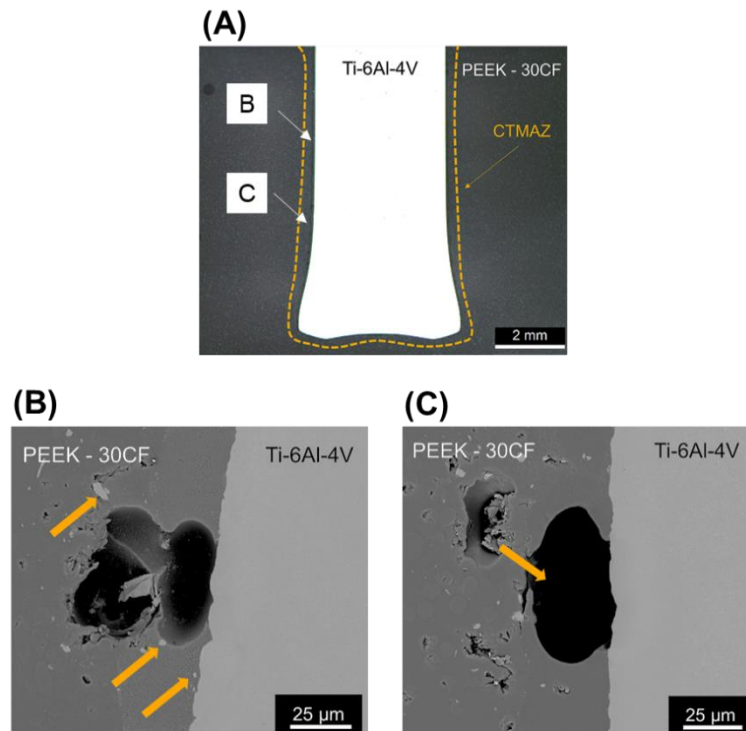 (A)
Ti-6Al-4V
PEEK - 30CF
B
CTMAZ
C
2 mm
(B)
PEEK - 30CF
Ti-6Al-4V
25 µm
(C)
PEEK - 30CF
Ti-6Al-4V
25 µm